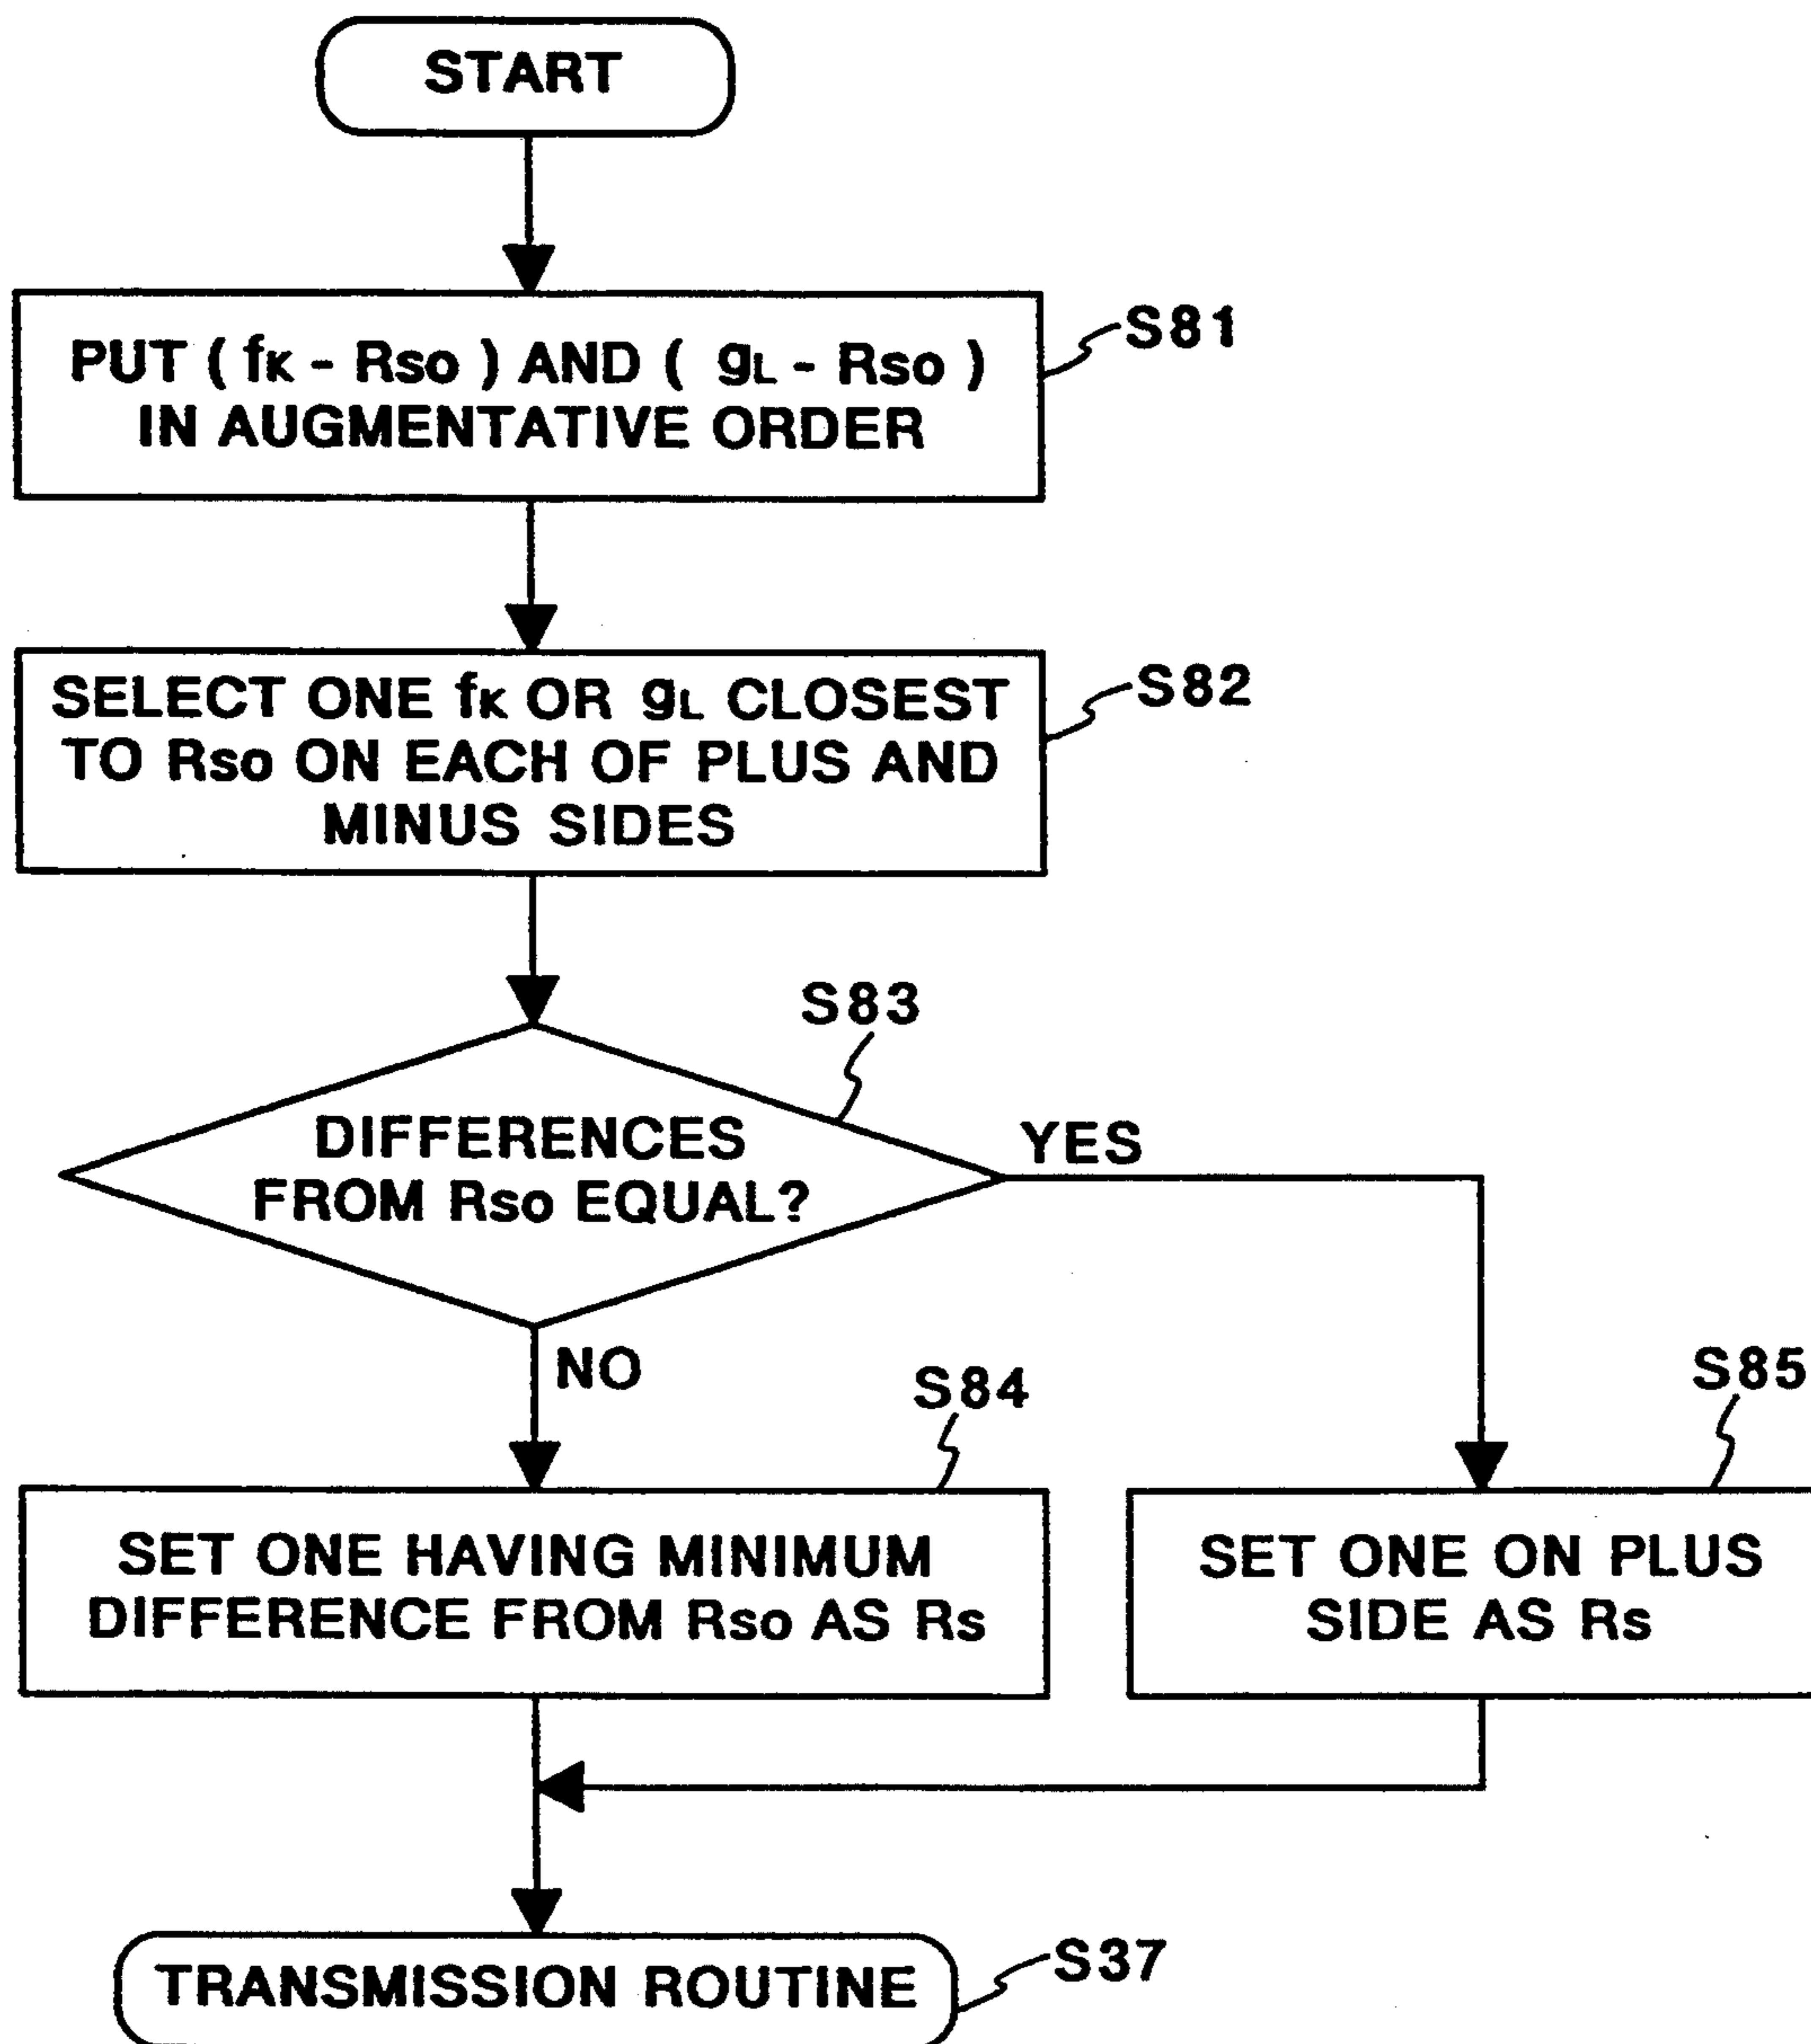 START
PUT ( fK - Rso ) AND ( gL - Rso )
IN AUGMENTATIVE ORDER
S81
SELECT ONE fK OR gL CLOSEST
TO Rso ON EACH OF PLUS AND
MINUS SIDES
S82
S83
DIFFERENCES
FROM Rso EQUAL?
YES
NO
S84
S85
SET ONE HAVING MINIMUM
DIFFERENCE FROM Rso AS Rs
SET ONE ON PLUS
SIDE AS Rs
TRANSMISSION ROUTINE
S37